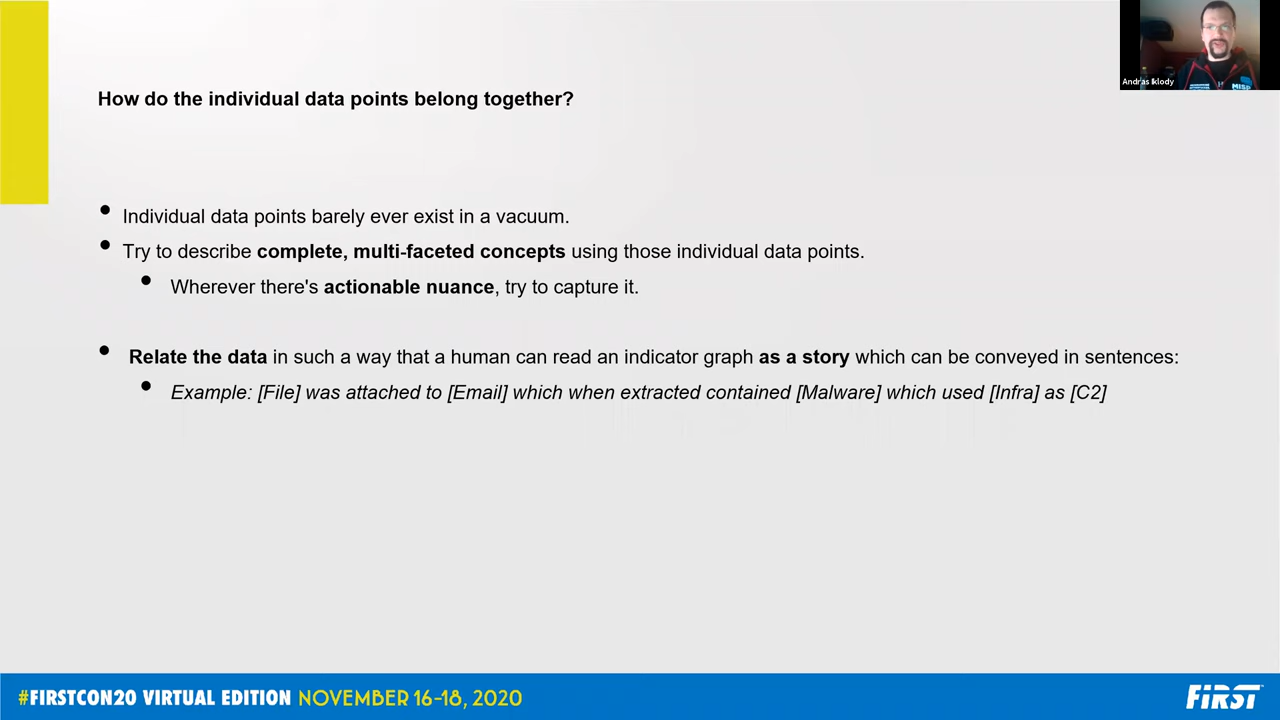 Andras Iklody
MISP
How do the individual data points belong together?
Individual data points barely ever exist in a vacuum.
Try to describe complete, multi-faceted concepts using those individual data points.
Wherever there's actionable nuance, try to capture it.
Relate the data in such a way that a human can read an indicator graph as a story which can be conveyed in sentences:
Example: [File] was attached to [Email] which when extracted contained [Malware] which used [Infra] as [C2]
#FIRSTCON20 VIRTUAL EDITION NOVEMBER 16-18, 2020
FIRST